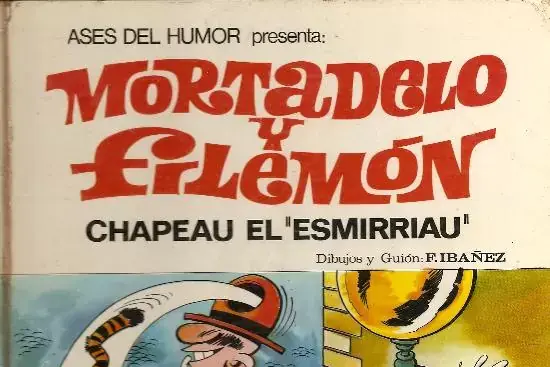 ASES DEL HUMOR presenta:
MORTADELO
Y
FILEMÓN
CHAPEAU EL "ESMIRRIAU"
Dibujos y Guión: F. IBAÑEZ